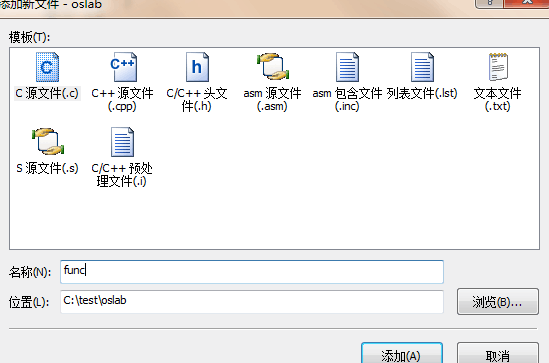 添加新文件 - oslab
模板(T):
C 源文件(.c)
C++ 源文件(.cpp)
C/C++ 头文件(.h)
asm 源文件(.asm)
asm 包含文件(.inc)
列表文件(.lst)
文本文件(.txt)
S 源文件(.s)
C/C++ 预处理文件(.i)
名称(N): func
位置(L): C:\test\oslab 浏览(B)...
添加(A) 取消